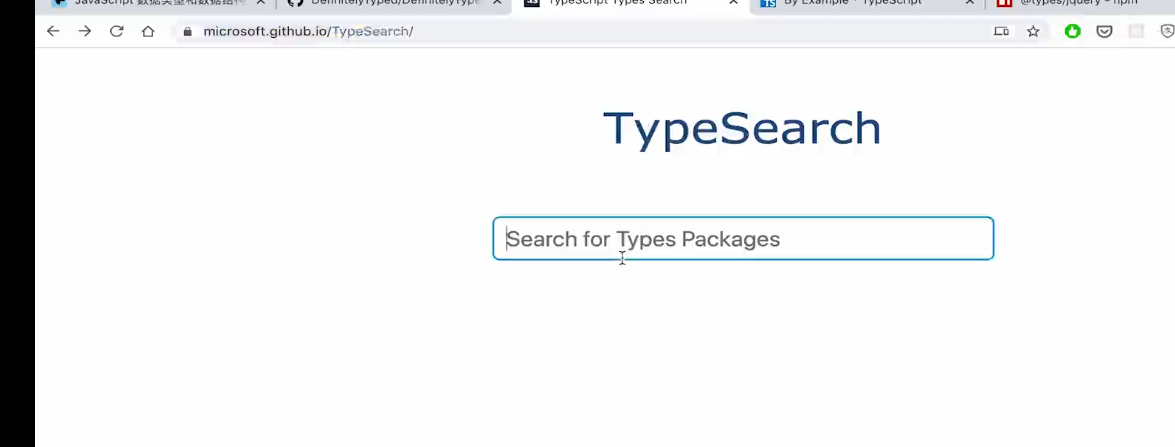 JavaScript 数据类型和数据结构
DefinitelyTyped/DefinitelyType
TypeScript Types Search
TS
By Example · TypeScript
@types/jquery - npm
microsoft.github.io/TypeSearch/
TypeSearch
Search for Types Packages